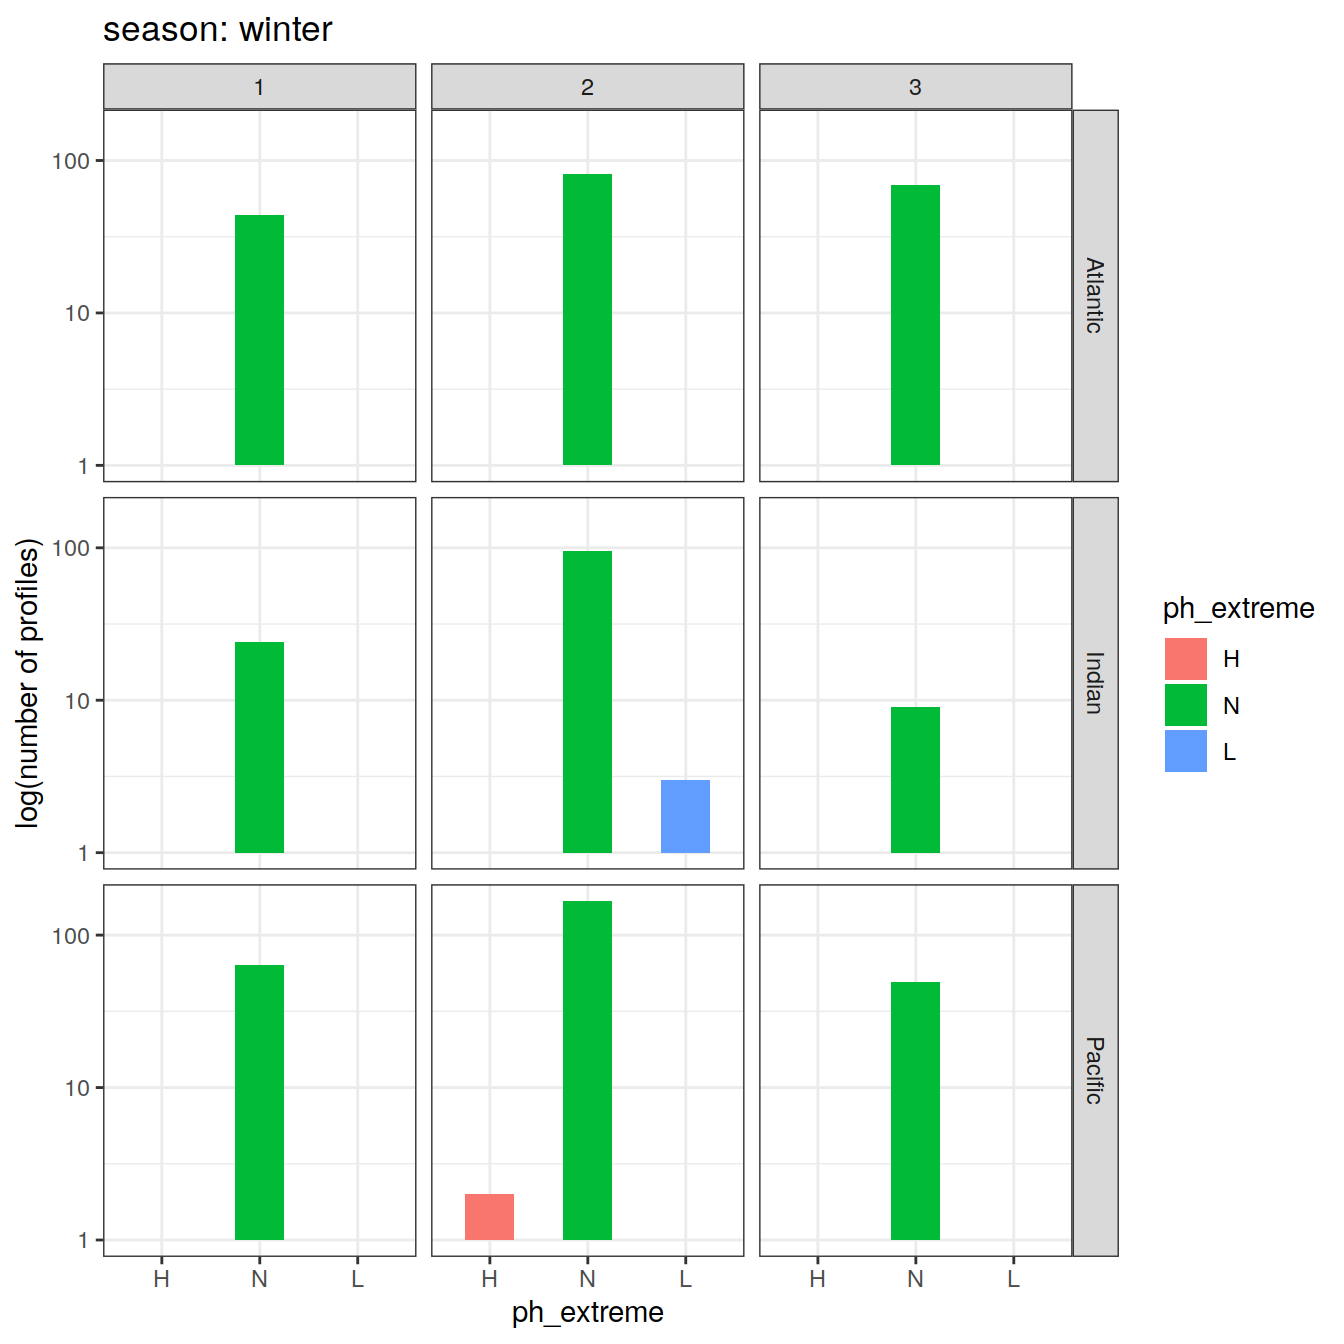 season: winter
1 2 3
100
10
1
Atlantic
100
10
1
Indian
100
10
1
Pacific
log(number of profiles)
H N L H N L H N L
ph_extreme
ph_extreme
H
N
L